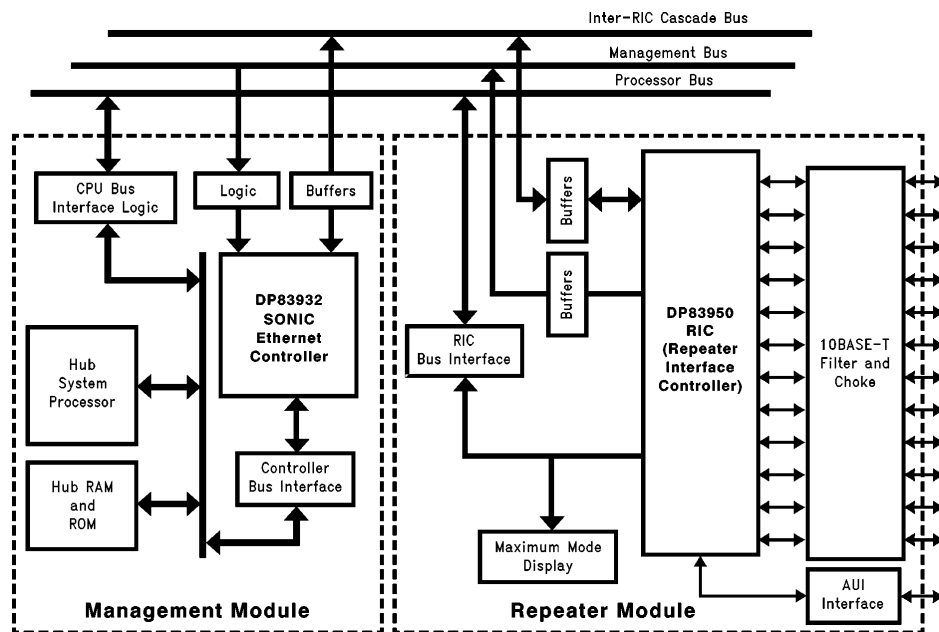 Inter-RIC Cascade Bus
Management Bus
Processor Bus
CPU Bus
Interface Logic
Logic
Buffers
DP83932
SONIC
Ethernet
Controller
Hub
System
Processor
Hub RAM
and
ROM
Controller
Bus Interface
Management Module
Buffers
Buffers
RIC
Bus Interface
DP83950
RIC
(Repeater
Interface
Controller)
10BASE-T
Filter and
Choke
Maximum Mode
Display
AUI
Interface
Repeater Module